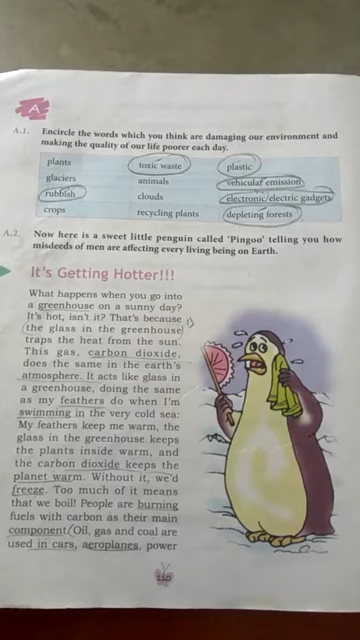 A
A.1. Encircle the words which you think are damaging our environment and
making the quality of our life poorer each day.
plants toxic waste plastic
glaciers animals vehicular emission
rubbish clouds electronic/electric gadgets
crops recycling plants depleting forests
A.2. Now here is a sweet little penguin called 'Pingoo' telling you how
misdeeds of men are affecting every living being on Earth.
It's Getting Hotter!!!
What happens when you go into
a greenhouse on a sunny day?
It's hot, isn't it? That's because
the glass in the greenhouse
traps the heat from the sun.
This gas, carbon dioxide,
does the same in the earth's
atmosphere. It acts like glass in
a greenhouse, doing the same
as my feathers do when I'm
swimming in the very cold sea:
My feathers keep me warm, the
glass in the greenhouse keeps
the plants inside warm, and
the carbon dioxide keeps the
planet warm. Without it, we'd
freeze. Too much of it means
that we boil! People are burning
fuels with carbon as their main
component/Oil, gas and coal are
used in cars, aeroplanes, power
110